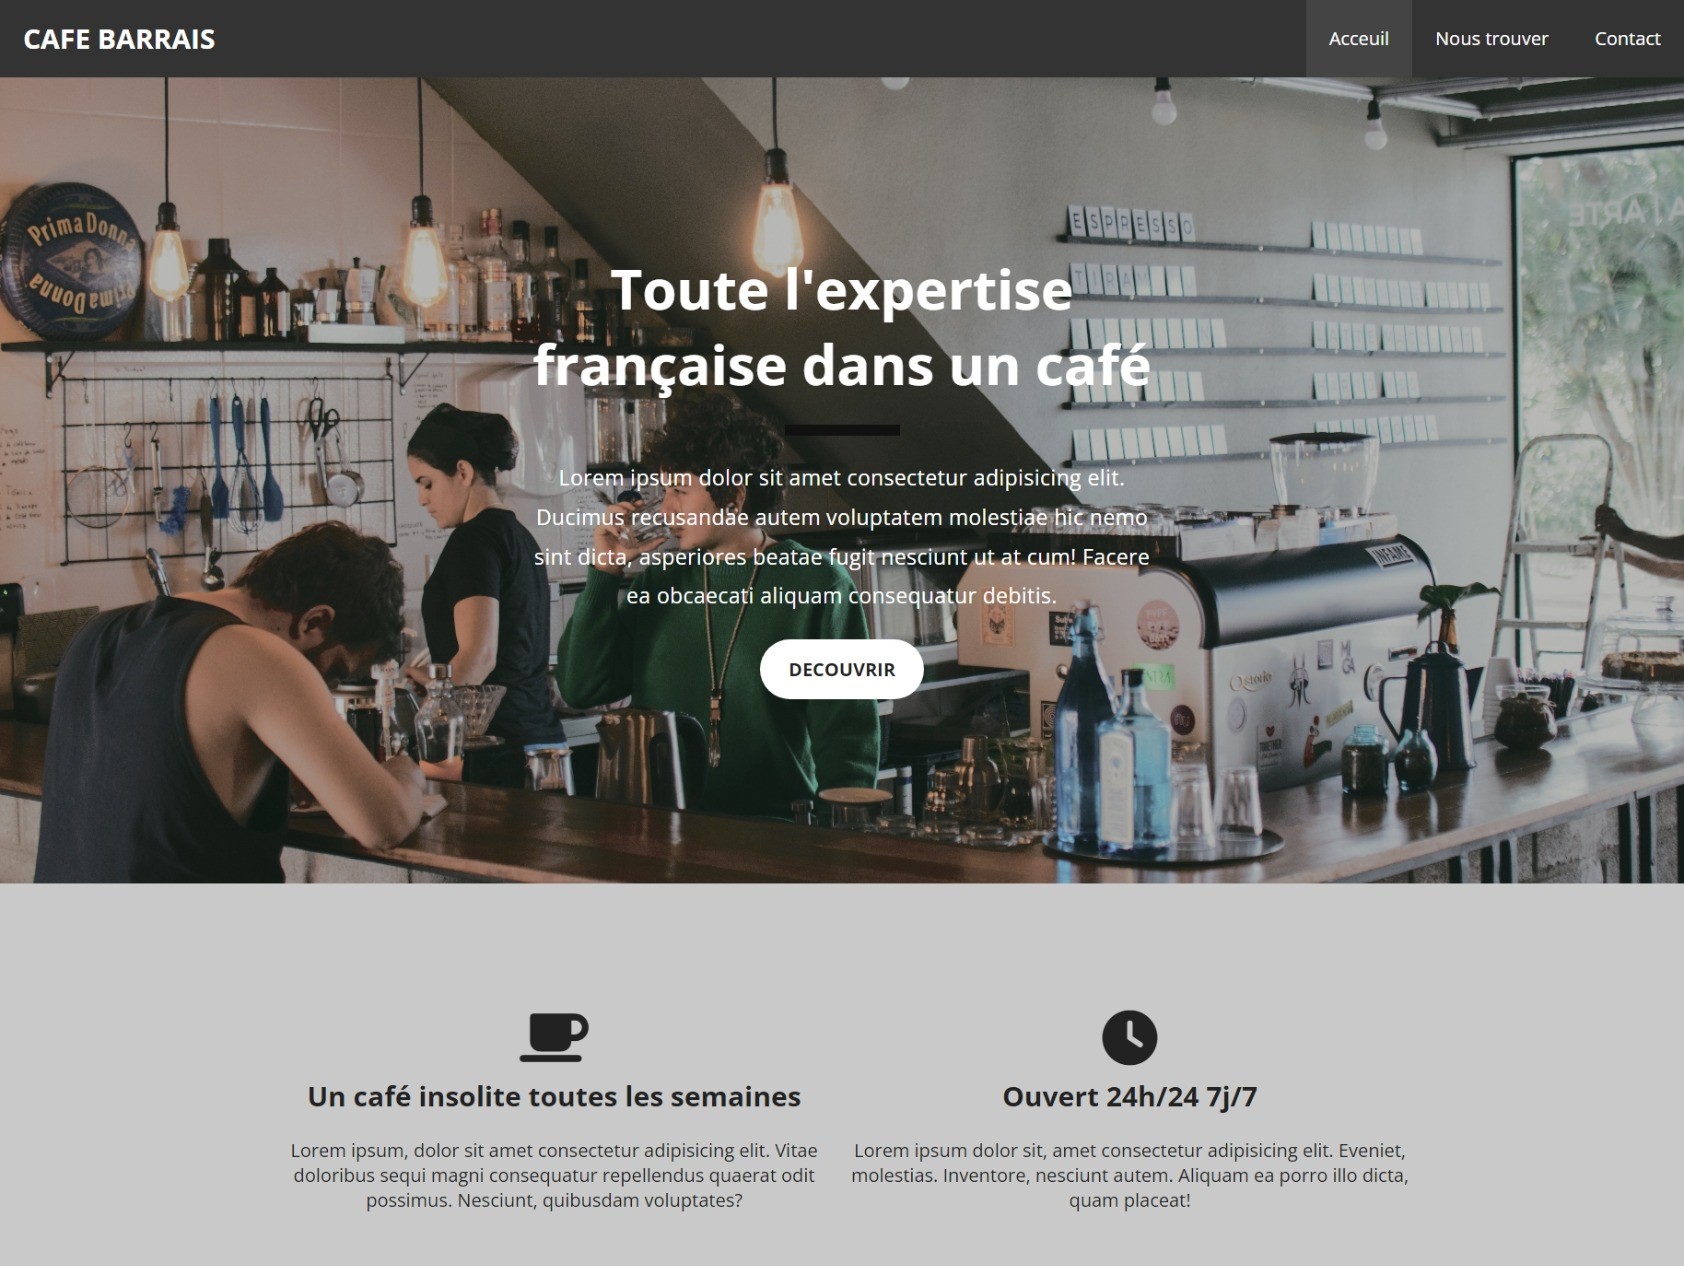 CAFE BARRAIS
Acceuil
Nous trouver
Contact
Prima Donna
Prima Donna
ESPRESSO
Toute l'expertise
française dans un café
Lorem ipsum dolor sit amet consectetur adipisicing elit.
Ducimus recusandae autem voluptatem molestiae hic nemo
sint dicta, asperiores beatae fugit nesciunt ut at cum! Facere
ea obcaecati aliquam consequatur debitis.
INFAME
DECOUVRIR
Un café insolite toutes les semaines
Lorem ipsum, dolor sit amet consectetur adipisicing elit. Vitae
doloribus sequi magni consequatur repellendus quaerat odit
possimus. Nesciunt, quibusdam voluptates?
Ouvert 24h/24 7j/7
Lorem ipsum dolor sit, amet consectetur adipisicing elit. Eveniet,
molestias. Inventore, nesciunt autem. Aliquam ea porro illo dicta,
quam placeat!